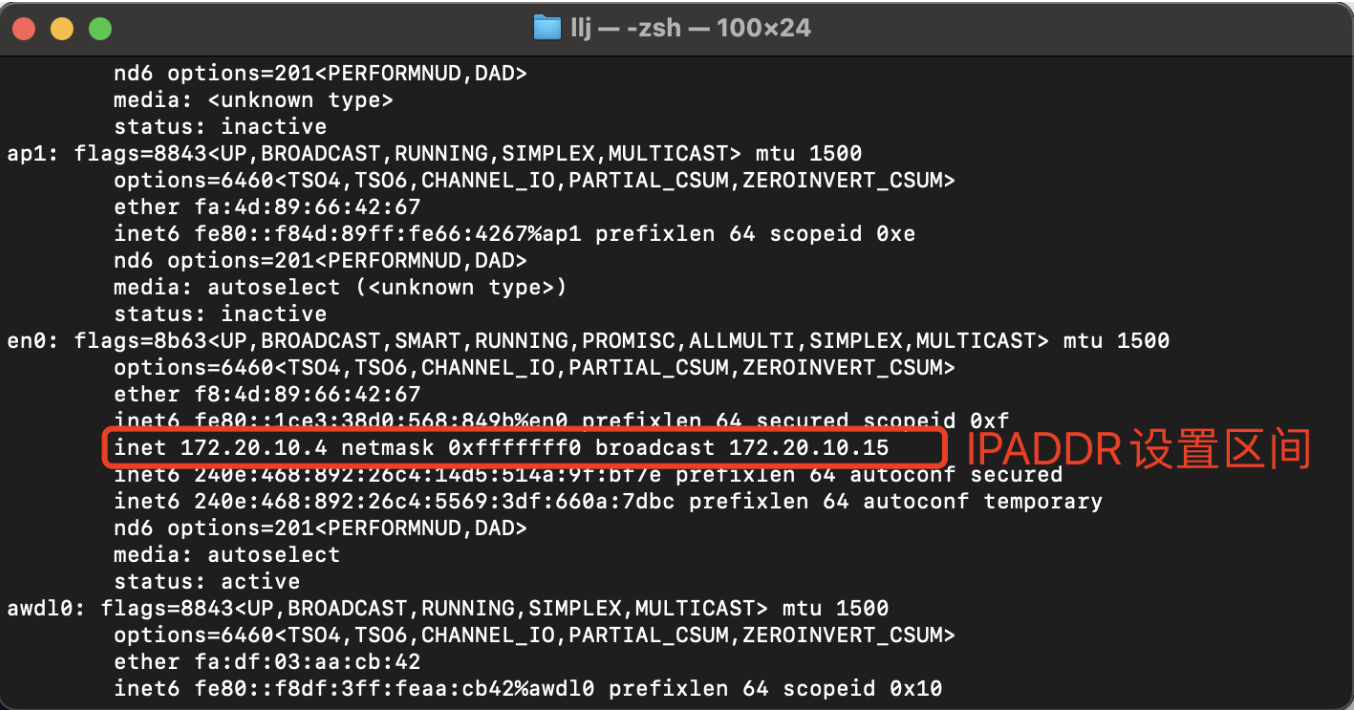 llj — -zsh — 100×24
nd6 options=201<PERFORMNUD,DAD>
media: <unknown type>
status: inactive
ap1: flags=8843<UP,BROADCAST,RUNNING,SIMPLEX,MULTICAST> mtu 1500
options=6460<TSO4,TSO6,CHANNEL_IO,PARTIAL_CSUM,ZEROINVERT_CSUM>
ether fa:4d:89:66:42:67
inet6 fe80::f84d:89ff:fe66:4267%ap1 prefixlen 64 scopeid 0xe
nd6 options=201<PERFORMNUD,DAD>
media: autoselect (<unknown type>)
status: inactive
en0: flags=8b63<UP,BROADCAST,SMART,RUNNING,PROMISC,ALLMULTI,SIMPLEX,MULTICAST> mtu 1500
options=6460<TSO4,TSO6,CHANNEL_IO,PARTIAL_CSUM,ZEROINVERT_CSUM>
ether f8:4d:89:66:42:67
inet6 fe80::1ce3:38d0:568:849b%en0 prefixlen 64 secured scopeid 0xf
inet 172.20.10.4 netmask 0xfffffff0 broadcast 172.20.10.15 IPADDR 设置区间
inet6 240e:468:892:26c4:14d5:514a:9f:bf7e prefixlen 64 autoconf secured
inet6 240e:468:892:26c4:5569:3df:660a:7dbc prefixlen 64 autoconf temporary
nd6 options=201<PERFORMNUD,DAD>
media: autoselect
status: active
awdl0: flags=8843<UP,BROADCAST,RUNNING,SIMPLEX,MULTICAST> mtu 1500
options=6460<TSO4,TSO6,CHANNEL_IO,PARTIAL_CSUM,ZEROINVERT_CSUM>
ether fa:df:03:aa:cb:42
inet6 fe80::f8df:3ff:feaa:cb42%awdl0 prefixlen 64 scopeid 0x10